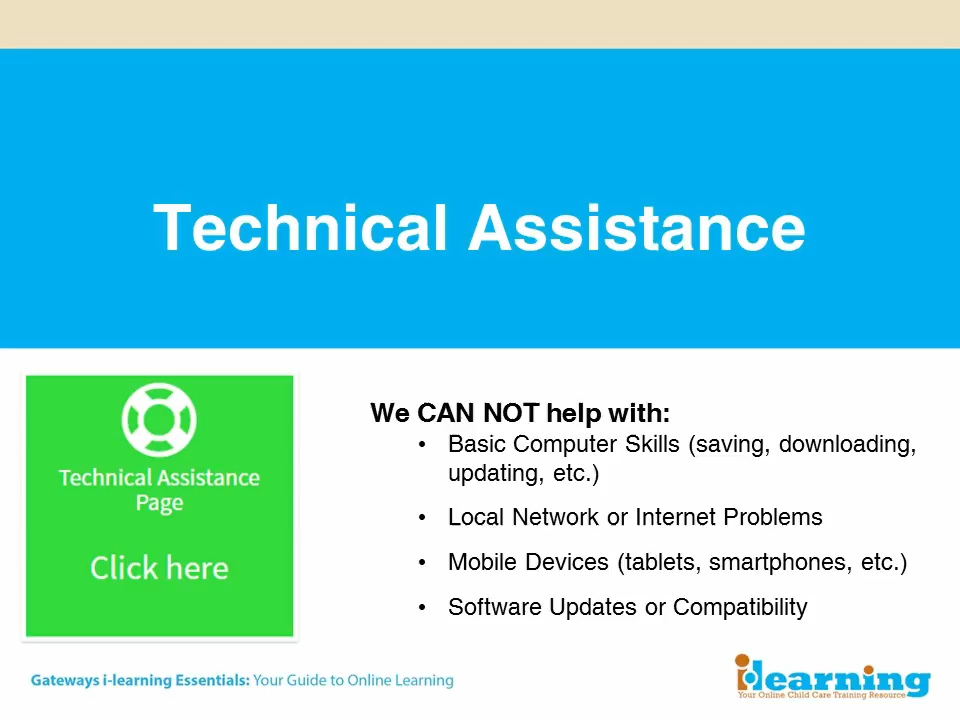 Technical Assistance
Technical Assistance
Page
Click here
We CAN NOT help with:
• Basic Computer Skills (saving, downloading,
updating, etc.)
• Local Network or Internet Problems
• Mobile Devices (tablets, smartphones, etc.)
• Software Updates or Compatibility
Gateways i-learning Essentials: Your Guide to Online Learning
ilearning
Your Online Child Care Training Resource